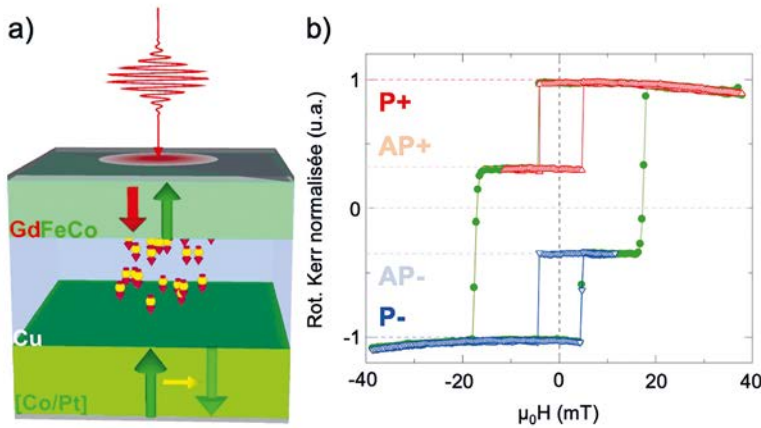 a)
GdFeCo
Cu
[Co/Pt]
b)
Rot. Kerr normalisée (u.a.)
1
0
-1
P+
AP+
AP-
P-
-40
-20
0
20
40
μ₀H (mT)